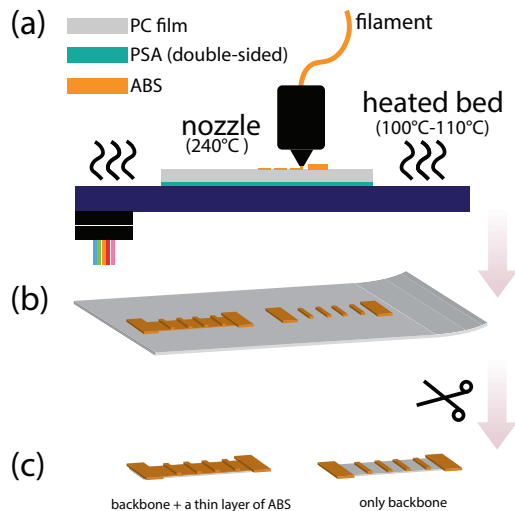 (a)
PC film
PSA (double-sided)
ABS
filament
nozzle
(240°C )
heated bed
(100°C-110°C)
(b)
(c)
backbone + a thin layer of ABS
only backbone